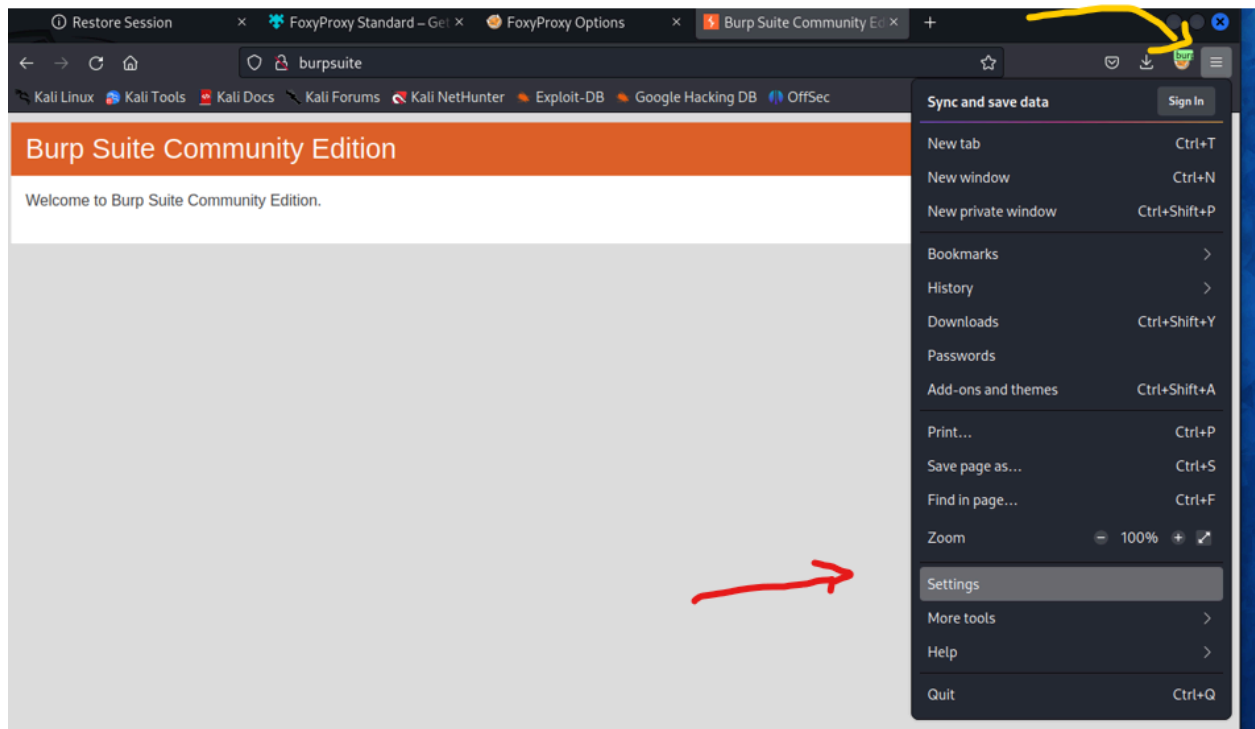 Restore Session
FoxyProxy Standard – Get
FoxyProxy Options
Burp Suite Community Ed
burpsuite
burp
Kali Linux Kali Tools Kali Docs Kali Forums Kali NetHunter Exploit-DB Google Hacking DB OffSec
Burp Suite Community Edition
Welcome to Burp Suite Community Edition.
Sync and save data Sign In
New tab Ctrl+T
New window Ctrl+N
New private window Ctrl+Shift+P
Bookmarks
History
Downloads Ctrl+Shift+Y
Passwords
Add-ons and themes Ctrl+Shift+A
Print... Ctrl+P
Save page as... Ctrl+S
Find in page... Ctrl+F
Zoom 100%
Settings
More tools
Help
Quit Ctrl+Q